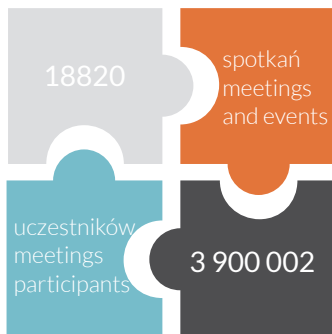 18820
spotkań
meetings
and events
uczestników
meetings
participants
3 900 002